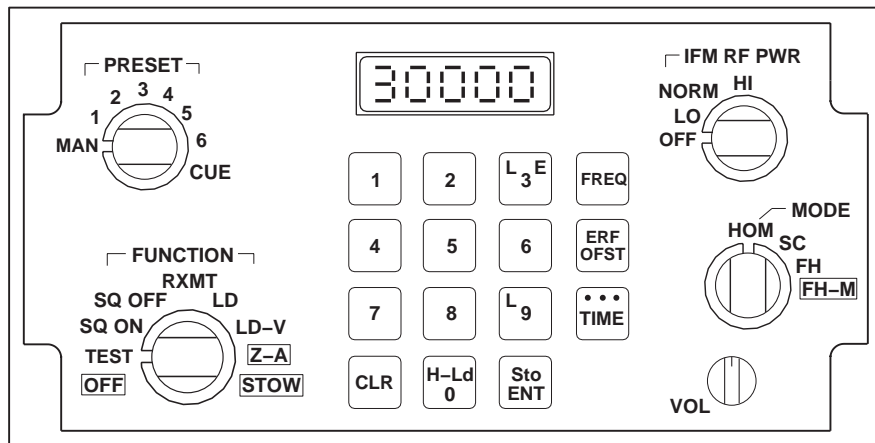 PRESET
MAN
1
2
3
4
5
6
CUE
30000
IFM RF PWR
OFF
LO
NORM
HI
1
2
L 3 E
FREQ
4
5
6
ERF
OFST
7
8
L 9
TIME
CLR
H–Ld
0
Sto
ENT
FUNCTION
OFF
TEST
SQ ON
SQ OFF
RXMT
LD
LD–V
Z–A
STOW
MODE
HOM
SC
FH
FH–M
VOL